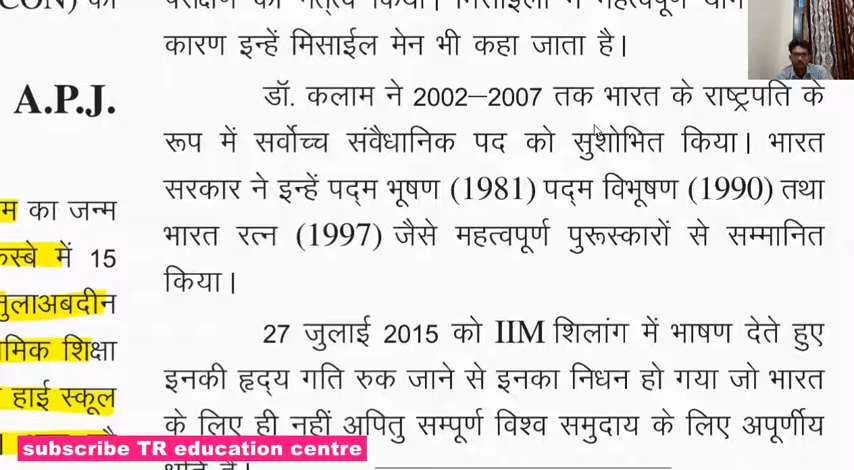 CON) का
A.P.J.
म का जन्म
कस्बे में 15
नुलाअबदीन
मिक शिक्षा
हाई स्कूल
कारण इन्हें मिसाईल मेन भी कहा जाता है।
डॉ. कलाम ने 2002–2007 तक भारत के राष्ट्रपति के
रूप में सर्वोच्च संवैधानिक पद को सुशोभित किया। भारत
सरकार ने इन्हें पद्म भूषण (1981) पद्म विभूषण (1990) तथा
भारत रत्न (1997) जैसे महत्वपूर्ण पुरूस्कारों से सम्मानित
किया।
27 जुलाई 2015 को IIM शिलांग में भाषण देते हुए
इनकी हृद्य गति रुक जाने से इनका निधन हो गया जो भारत
के लिए ही नहीं अपितु सम्पूर्ण विश्व समुदाय के लिए अपूर्णीय
subscribe TR education centre